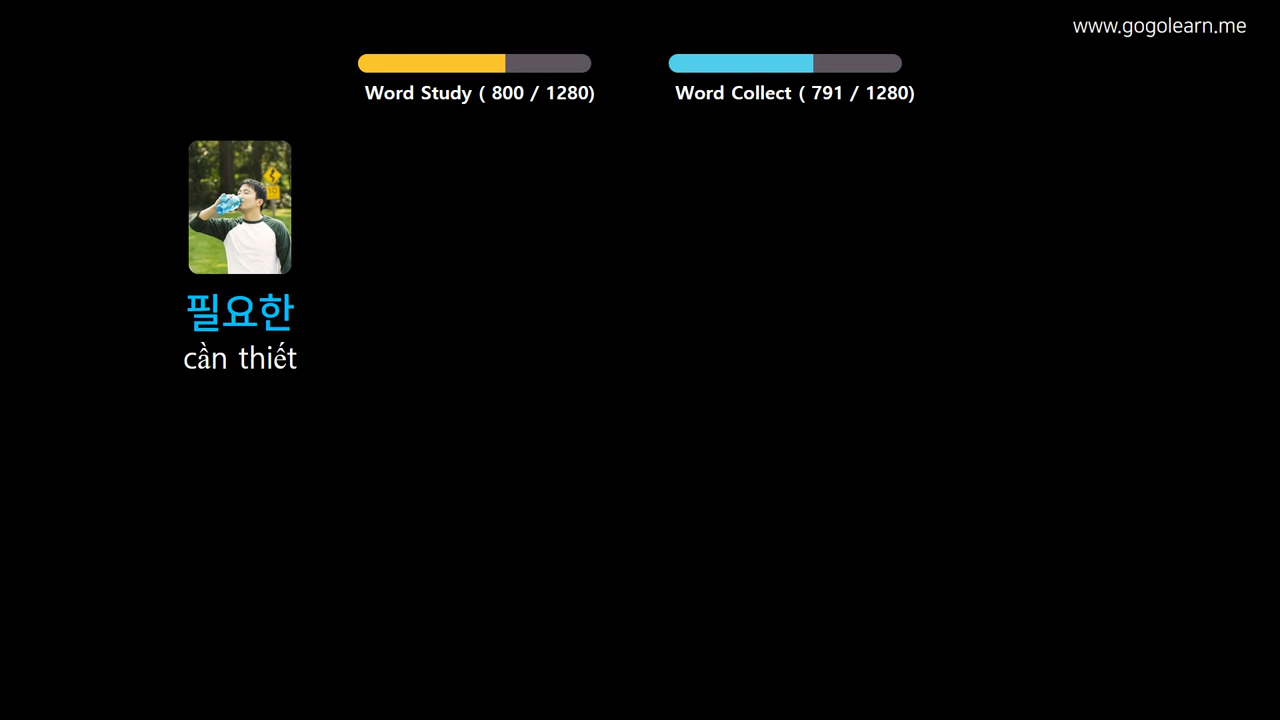 www.gogolearn.me
Word Study ( 800 / 1280)
Word Collect ( 791 / 1280)
필요한
cần thiết